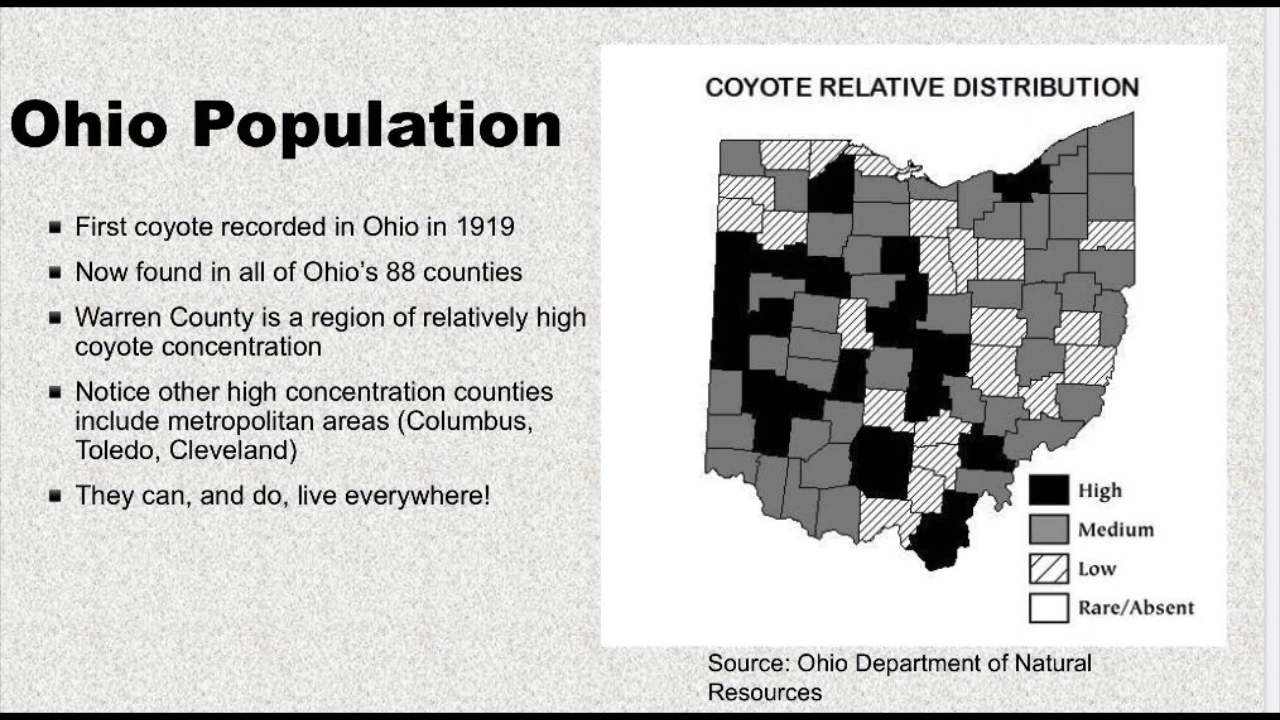 Ohio Population
▪ First coyote recorded in Ohio in 1919
▪ Now found in all of Ohio’s 88 counties
▪ Warren County is a region of relatively high
coyote concentration
▪ Notice other high concentration counties
include metropolitan areas (Columbus,
Toledo, Cleveland)
▪ They can, and do, live everywhere!
COYOTE RELATIVE DISTRIBUTION
High
Medium
Low
Rare/Absent
Source: Ohio Department of Natural
Resources